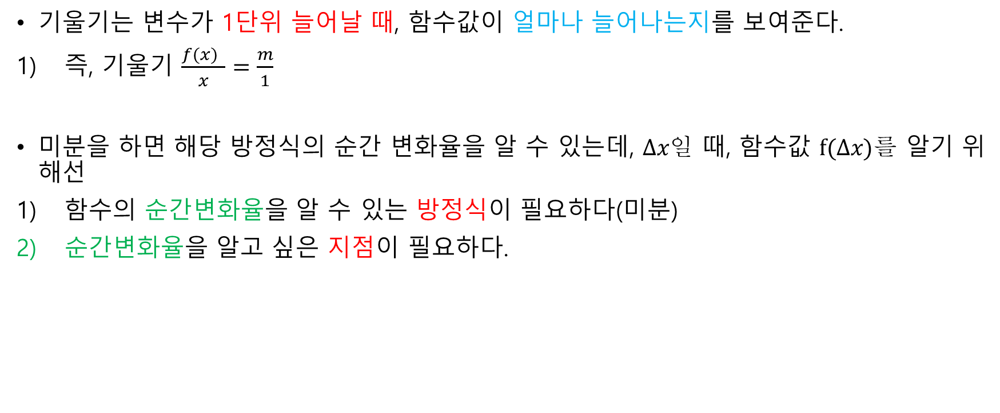 • 기울기는 변수가 1단위 늘어날 때, 함수값이 얼마나 늘어나는지를 보여준다.
1) 즉, 기울기 f(x)/x = m/1
• 미분을 하면 해당 방정식의 순간 변화율을 알 수 있는데, Δx일 때, 함수값 f(Δx)를 알기 위
해선
1) 함수의 순간변화율을 알 수 있는 방정식이 필요하다(미분)
2) 순간변화율을 알고 싶은 지점이 필요하다.